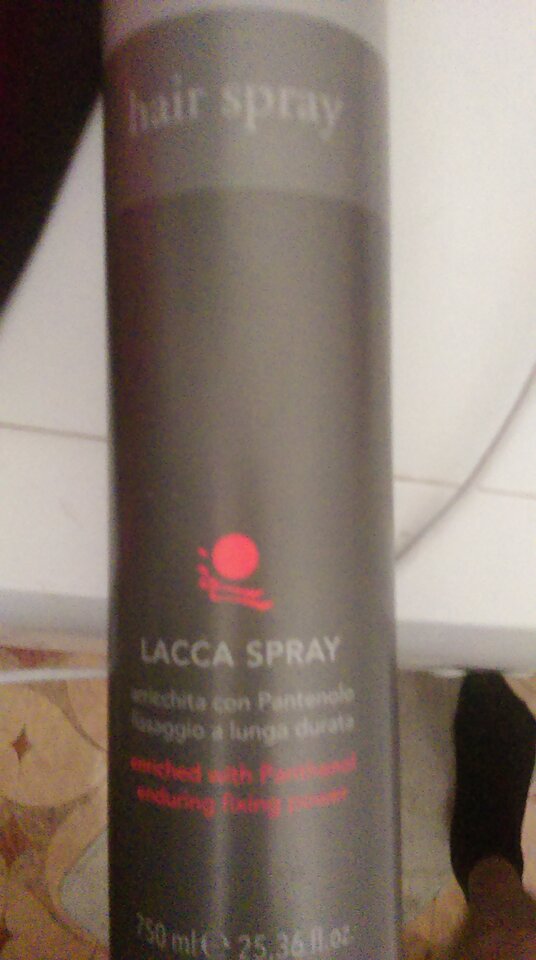 hair spray
LACCA SPRAY
arricchita con Pantenolo
fissaggio a lunga durata
enriched with Panthenol
enduring fixing power
750 ml 25,36 fl.oz.